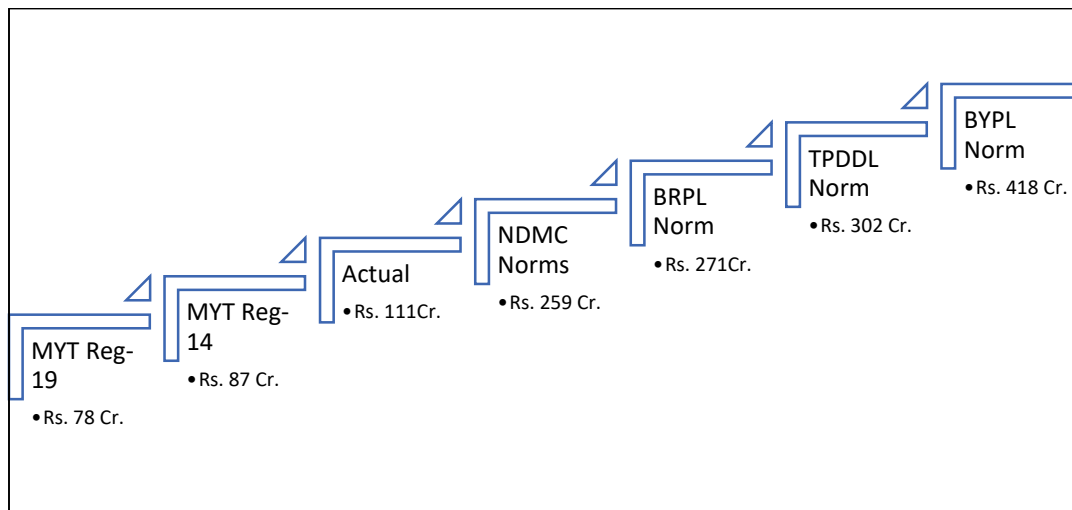 MYT Reg-
19
•Rs. 78 Cr.
MYT Reg-
14
•Rs. 87 Cr.
Actual
•Rs. 111Cr.
NDMC
Norms
•Rs. 259 Cr.
BRPL
Norm
•Rs. 271Cr.
TPDDL
Norm
•Rs. 302 Cr.
BYPL
Norm
•Rs. 418 Cr.